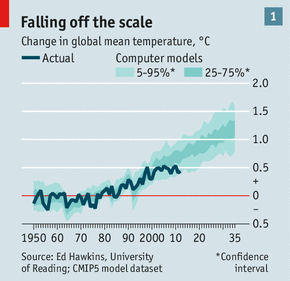 Falling off the scale
1
Change in global mean temperature, °C
Actual
Computer models
5-95%*
25-75%*
2.0
1.5
1.0
0.5
+
0
–
0.5
1950 60 70 80 90 2000 10 20 35
Source: Ed Hawkins, University
of Reading; CMIP5 model dataset
*Confidence
interval